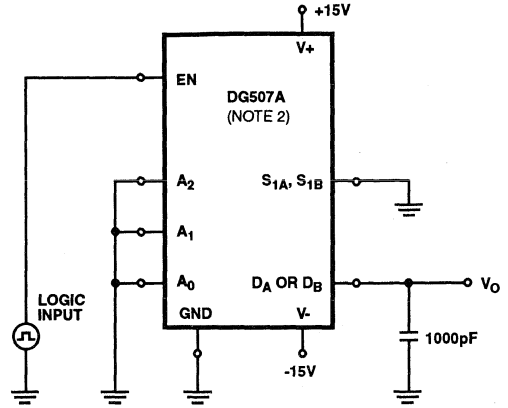 +15V
V+
EN
DG507A
(NOTE 2)
A2
S1A, S1B
A1
A0
DA OR DB
VO
LOGIC
INPUT
GND
V-
1000pF
-15V